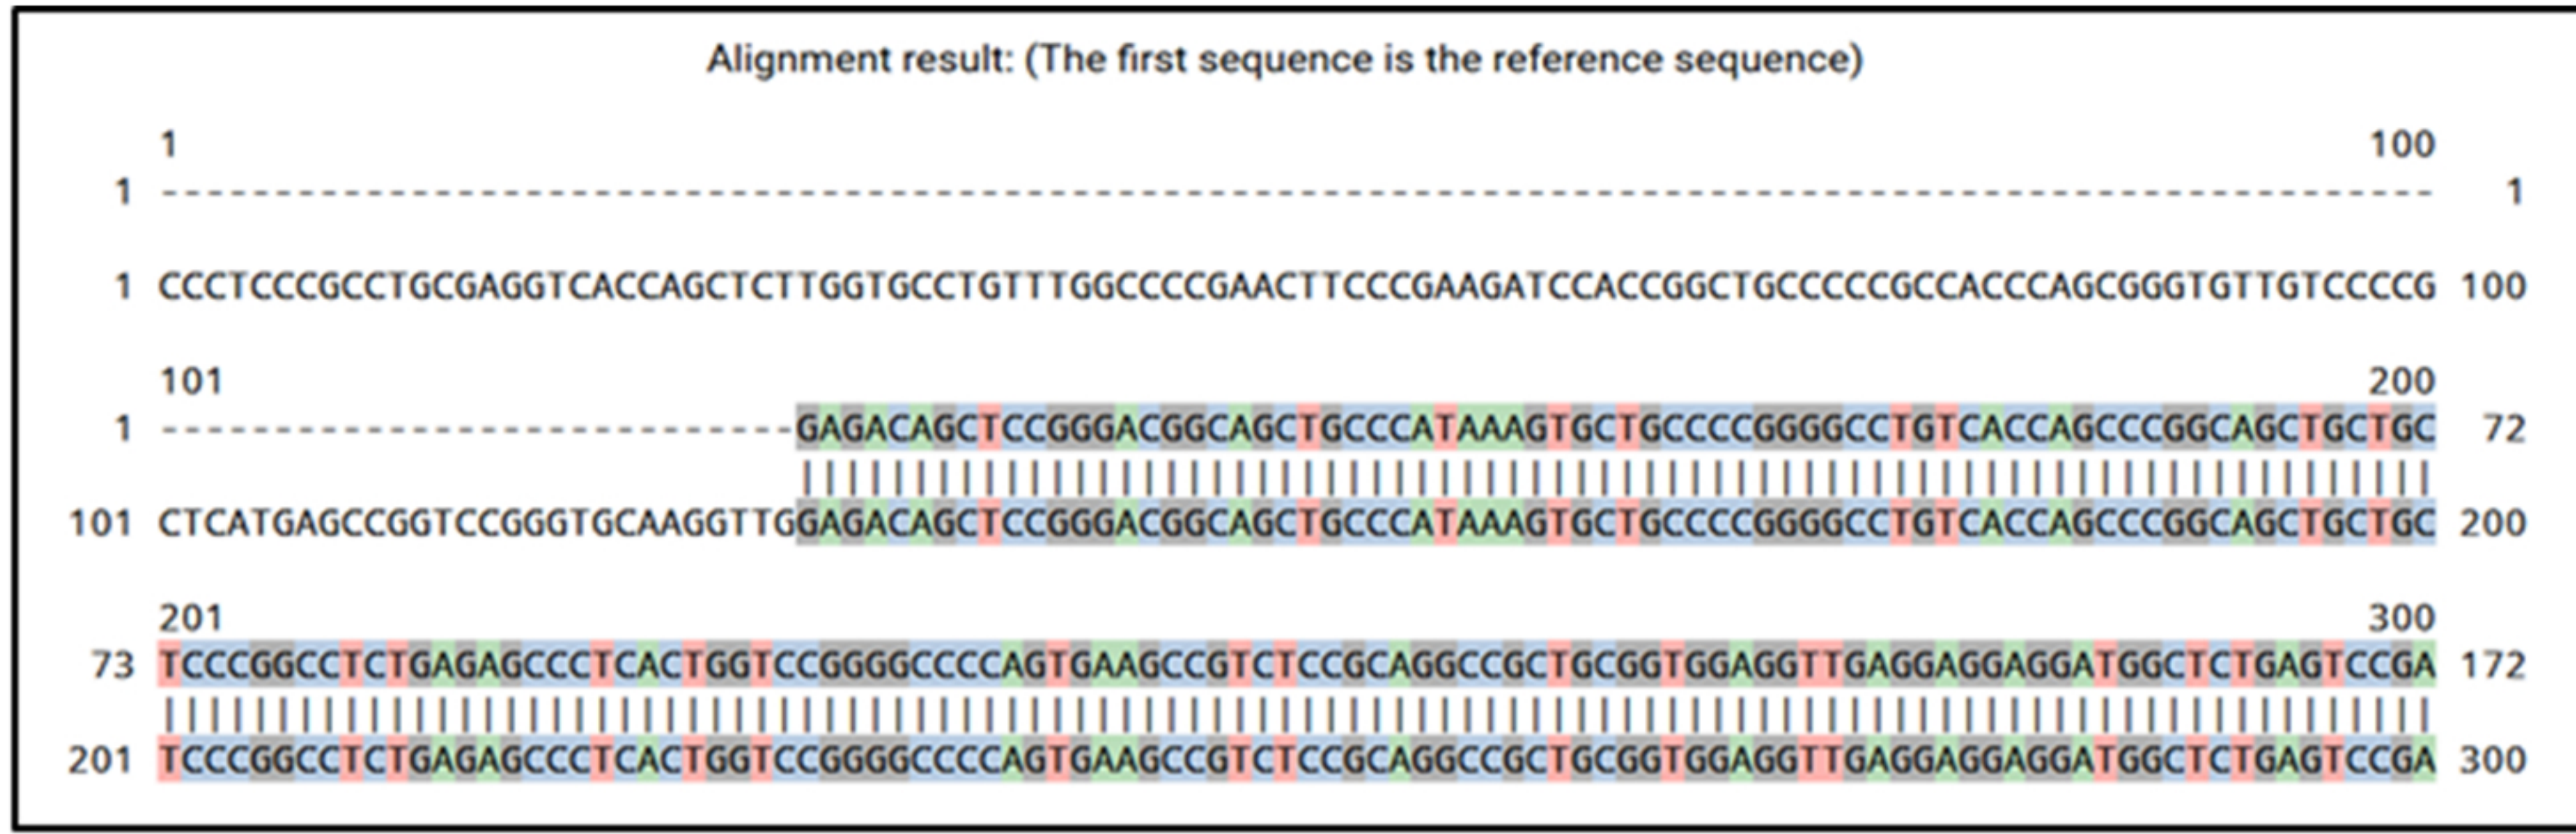 Alignment result: (The first sequence is the reference sequence)
1 100
1 ---------------------------------------------------------------------------------------------------- 1
1 CCCTCCCGCCTGCGAGGTCACCAGCTCTTGGTGCCTGTTTGGCCCCGAACTTCCCGAAGATCCACCGGCTGCCCCCGCCACCCAGCGGGTGTTGTCCCCG 100
101 200
1 ----------------------------GAGACAGCTCCGGGACGGCAGCTGCCCATAAAGTGCTGCCCCGGGGCCTGTCACCAGCCCGGCAGCTGCTGC 72
101 CTCATGAGCCGGTCCGGGTGCAAGGTTGGAGACAGCTCCGGGACGGCAGCTGCCCATAAAGTGCTGCCCCGGGGCCTGTCACCAGCCCGGCAGCTGCTGC 200
201 300
73 TCCCGGCCTCTGAGAGCCCTCACTGGTCCGGGGCCCCAGTGAAGCCGTCTCCGCAGGCCGCTGCGGTGGAGGTTGAGGAGGAGGATGGCTCTGAGTCCGA 172
201 TCCCGGCCTCTGAGAGCCCTCACTGGTCCGGGGCCCCAGTGAAGCCGTCTCCGCAGGCCGCTGCGGTGGAGGTTGAGGAGGAGGATGGCTCTGAGTCCGA 300